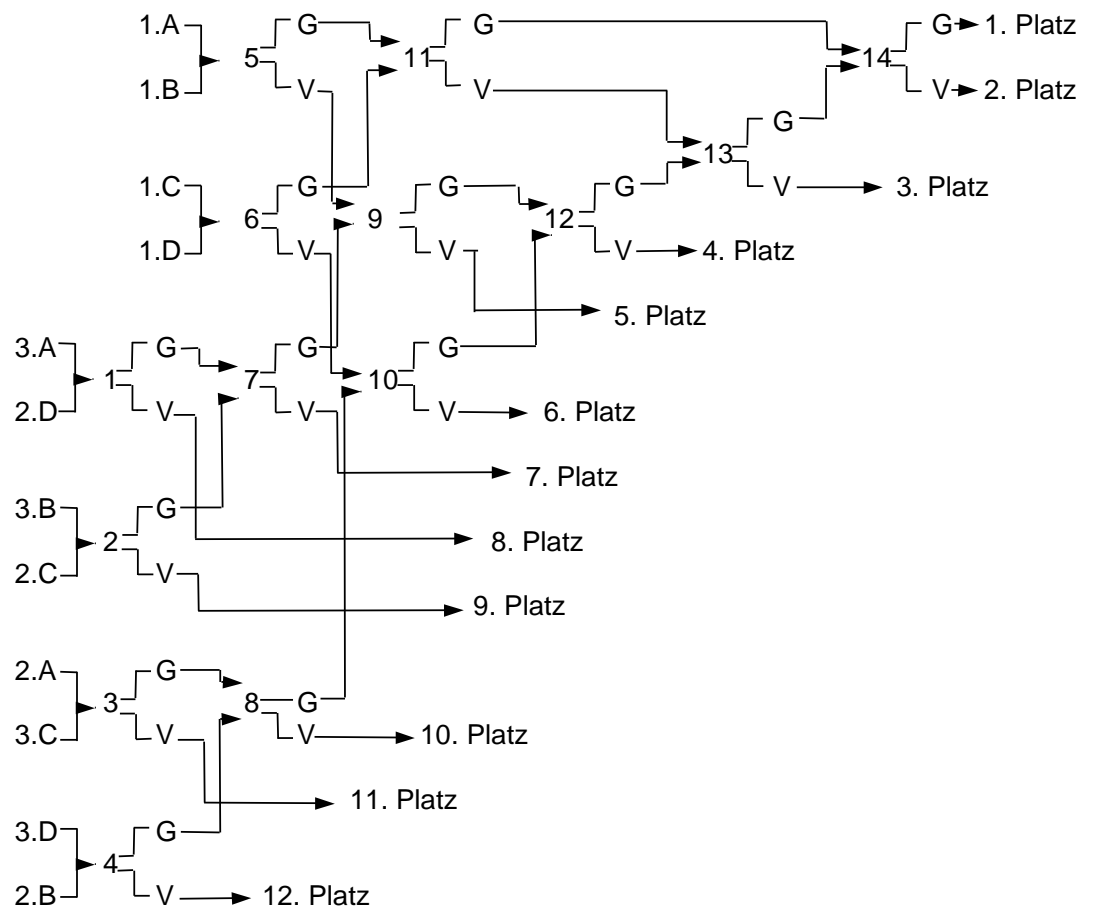 1.A G G G 1. Platz
5 11 14
1.B V V V 2. Platz
G
13
1.C G G G V 3. Platz
6 9 12
1.D V V V 4. Platz
5. Platz
3.A G G G
1 7 10
2.D V V V 6. Platz
7. Platz
3.B G
2 8. Platz
2.C V
9. Platz
2.A G
3 8 G
3.C V V 10. Platz
11. Platz
3.D G
4
2.B V 12. Platz